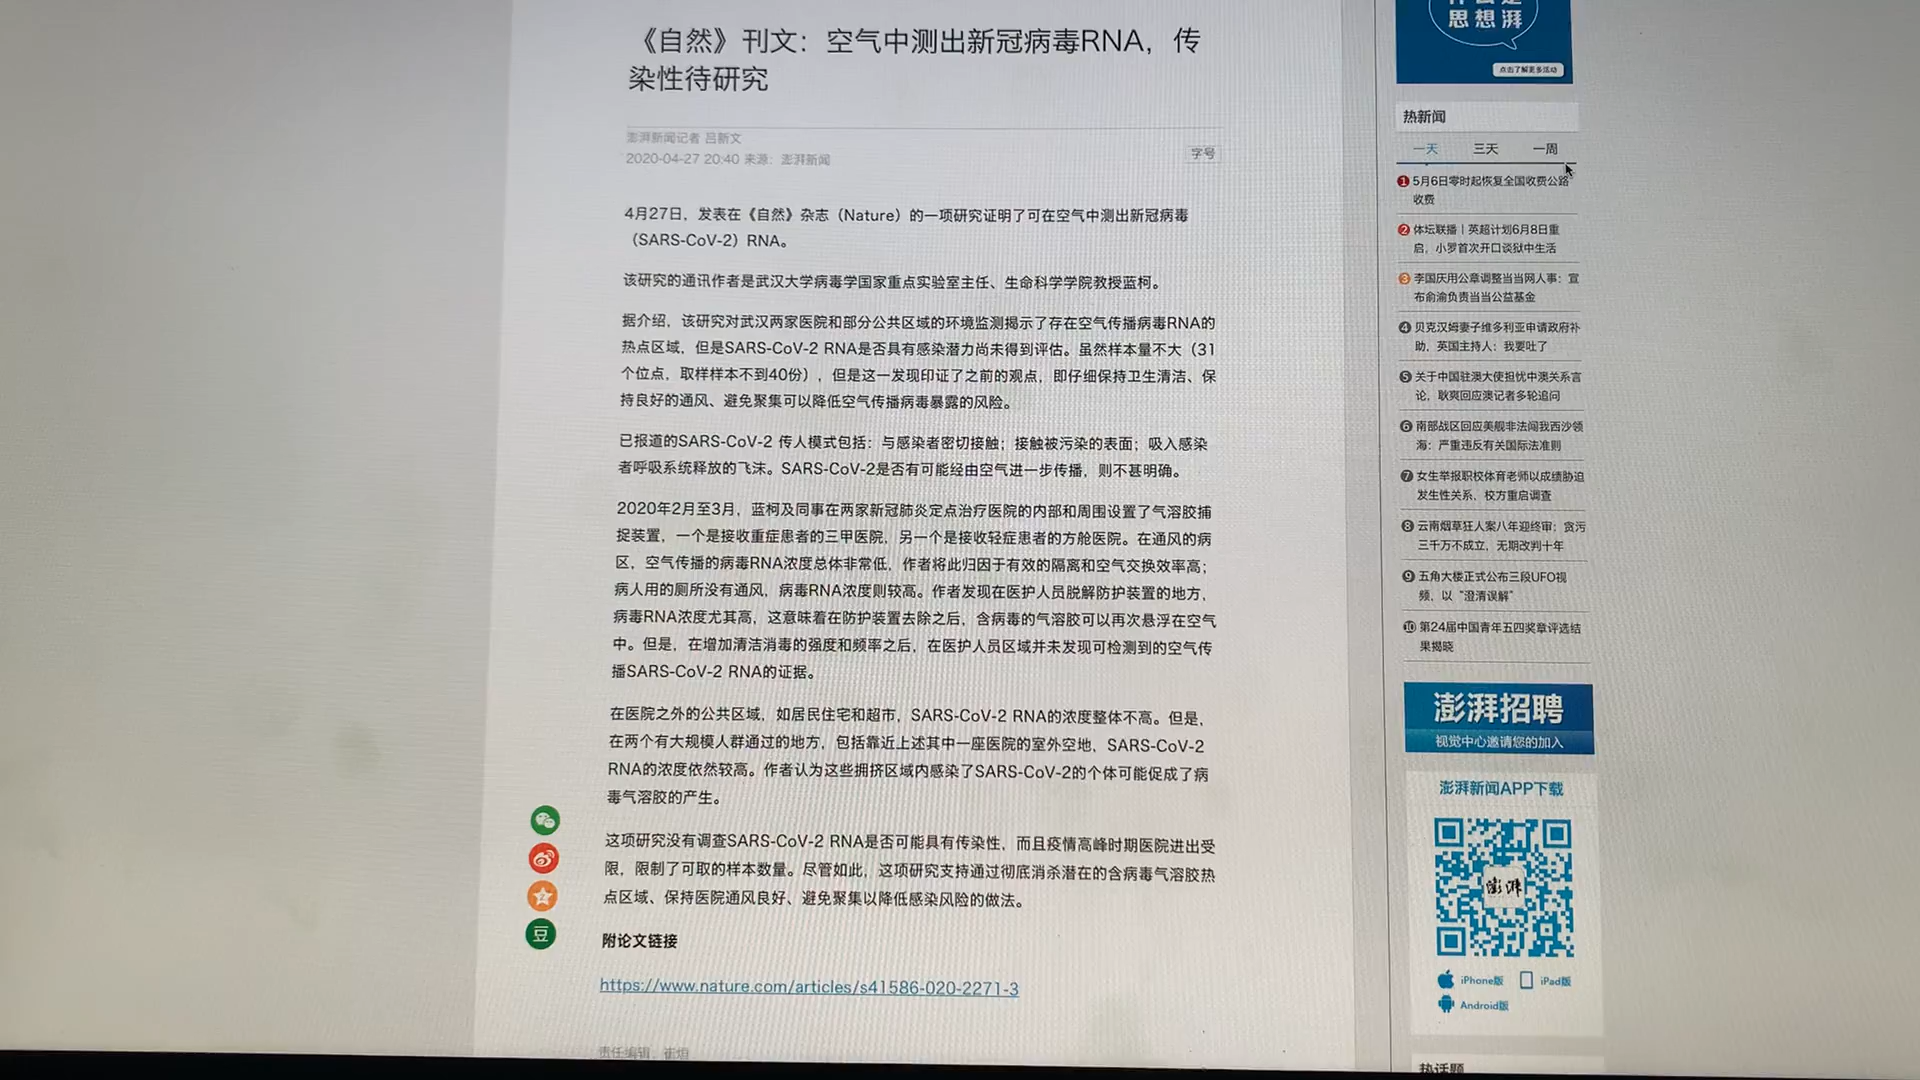 《自然》刊文：空气中测出新冠病毒RNA，传
染性待研究
澎湃新闻记者 吕新文
2020-04-27 20:40 来源：澎湃新闻
字号
4月27日，发表在《自然》杂志（Nature）的一项研究证明了可在空气中测出新冠病毒
（SARS-CoV-2）RNA。
该研究的通讯作者是武汉大学病毒学国家重点实验室主任、生命科学学院教授蓝柯。
据介绍，该研究对武汉两家医院和部分公共区域的环境监测揭示了存在空气传播病毒RNA的
热点区域，但是SARS-CoV-2 RNA是否具有感染潜力尚未得到评估。虽然样本量不大（31
个位点，取样样本不到40份），但是这一发现印证了之前的观点，即仔细保持卫生清洁、保
持良好的通风、避免聚集可以降低空气传播病毒暴露的风险。
已报道的SARS-CoV-2 传人模式包括：与感染者密切接触；接触被污染的表面；吸入感染
者呼吸系统释放的飞沫。SARS-CoV-2是否有可能经由空气进一步传播，则不甚明确。
2020年2月至3月，蓝柯及同事在两家新冠肺炎定点治疗医院的内部和周围设置了气溶胶捕
捉装置，一个是接收重症患者的三甲医院，另一个是接收轻症患者的方舱医院。在通风的病
区，空气传播的病毒RNA浓度总体非常低，作者将此归因于有效的隔离和空气交换效率高；
病人用的厕所没有通风，病毒RNA浓度则较高。作者发现在医护人员脱解防护装置的地方，
病毒RNA浓度尤其高，这意味着在防护装置去除之后，含病毒的气溶胶可以再次悬浮在空气
中。但是，在增加清洁消毒的强度和频率之后，在医护人员区域并未发现可检测到的空气传
播SARS-CoV-2 RNA的证据。
在医院之外的公共区域，如居民住宅和超市，SARS-CoV-2 RNA的浓度整体不高。但是，
在两个有大规模人群通过的地方，包括靠近上述其中一座医院的室外空地，SARS-CoV-2
RNA的浓度依然较高。作者认为这些拥挤区域内感染了SARS-CoV-2的个体可能促成了病
毒气溶胶的产生。
这项研究没有调查SARS-CoV-2 RNA是否可能具有传染性，而且疫情高峰时期医院进出受
限，限制了可取的样本数量。尽管如此，这项研究支持通过彻底消杀潜在的含病毒气溶胶热
点区域、保持医院通风良好、避免聚集以降低感染风险的做法。
附论文链接
https://www.nature.com/articles/s41586-020-2271-3
责任编辑：崔烜
豆
思想湃
点击了解更多活动
热新闻
一天 三天 一周
1 5月6日零时起恢复全国收费公路
收费
2 体坛联播｜英超计划6月8日重
启，小罗首次开口谈狱中生活
3 李国庆用公章调整当当网人事：宣
布俞渝负责当当公益基金
4 贝克汉姆妻子维多利亚申请政府补
助，英国主持人：我要吐了
5 关于中国驻澳大使担忧中澳关系言
论，耿爽回应澳记者多轮追问
6 南部战区回应美舰非法闯我西沙领
海：严重违反有关国际法准则
7 女生举报职校体育老师以成绩胁迫
发生性关系，校方重启调查
8 云南烟草狂人案八年迎终审：贪污
三千万不成立，无期改判十年
9 五角大楼正式公布三段UFO视
频，以“澄清误解”
10 第24届中国青年五四奖章评选结
果揭晓
澎湃招聘
视觉中心邀请您的加入
澎湃新闻APP下载
澎湃
iPhone版 iPad版
Android版
热话题